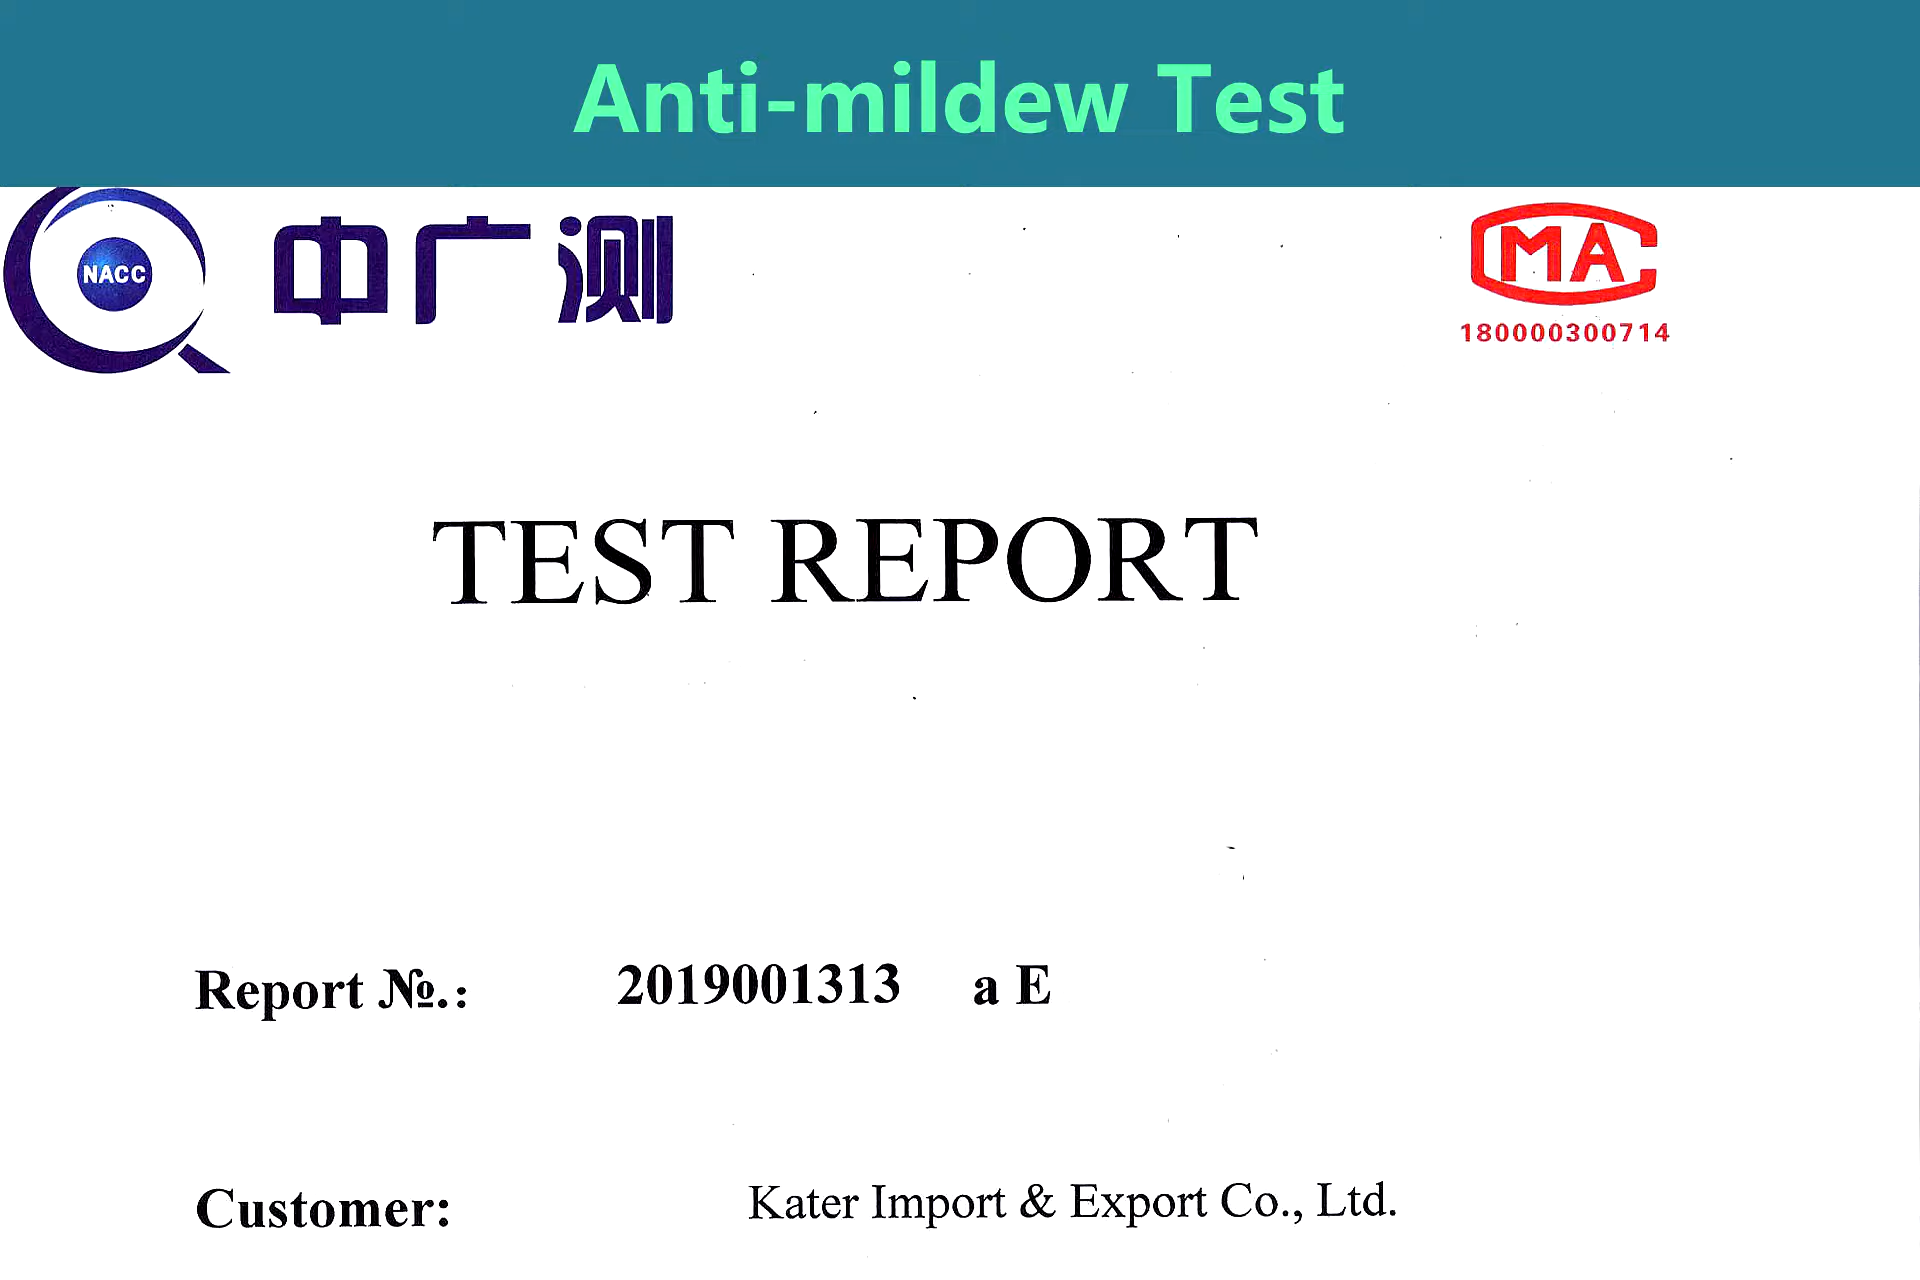 Anti-mildew Test
NACC
中广测
CMA
180000300714
TEST REPORT
Report №.: 2019001313 a E
Customer: Kater Import & Export Co., Ltd.